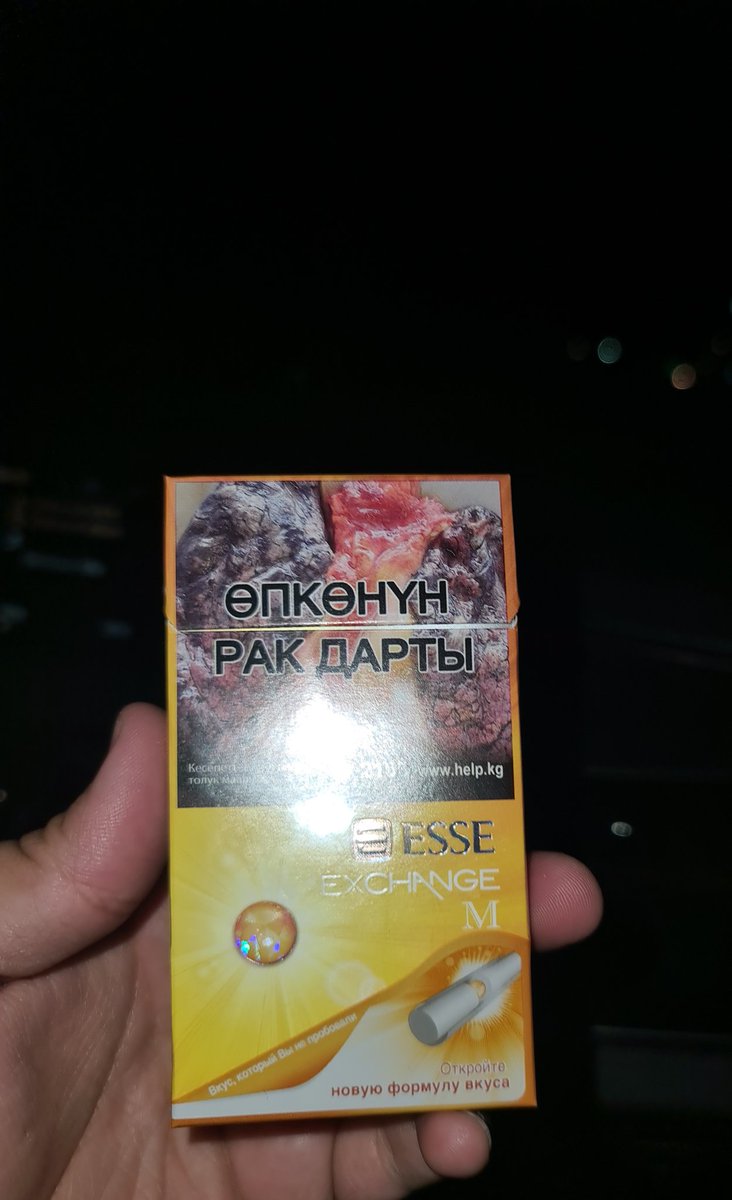 ӨПКӨНҮН
РАК ДАРТЫ
www.help.kg
ESSE
EXCHANGE
M
Вкус, который Вы не пробовали
Откройте
новую формулу вкуса